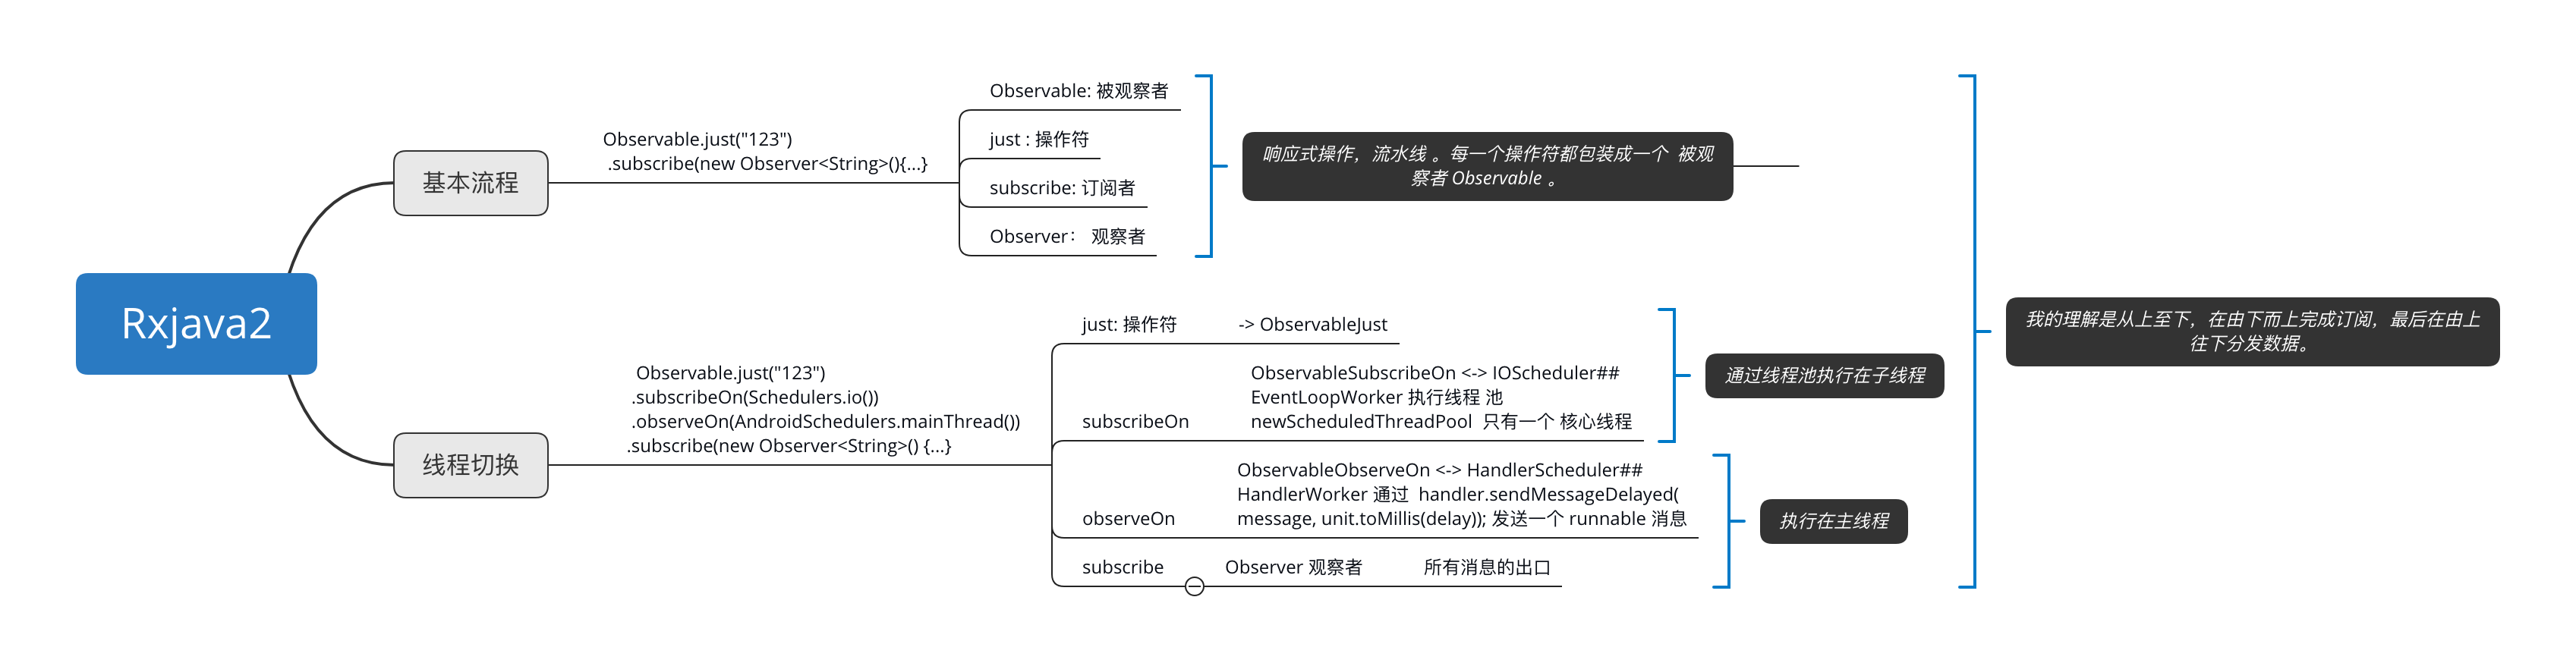 Rxjava2
基本流程
Observable.just("123")
.subscribe(new Observer<String>(){...}
Observable: 被观察者
just : 操作符
subscribe: 订阅者
Observer： 观察者
响应式操作，流水线 。每一个操作符都包装成一个 被观
察者 Observable 。
线程切换
Observable.just("123")
.subscribeOn(Schedulers.io())
.observeOn(AndroidSchedulers.mainThread())
.subscribe(new Observer<String>() {...}
just: 操作符 -> ObservableJust
subscribeOn
ObservableSubscribeOn <-> IOScheduler##
EventLoopWorker 执行线程 池
newScheduledThreadPool 只有一个 核心线程
通过线程池执行在子线程
observeOn
ObservableObserveOn <-> HandlerScheduler##
HandlerWorker 通过 handler.sendMessageDelayed(
message, unit.toMillis(delay)); 发送一个 runnable 消息
subscribe
Observer 观察者
所有消息的出口
执行在主线程
我的理解是从上至下，在由下而上完成订阅，最后在由上
往下分发数据。